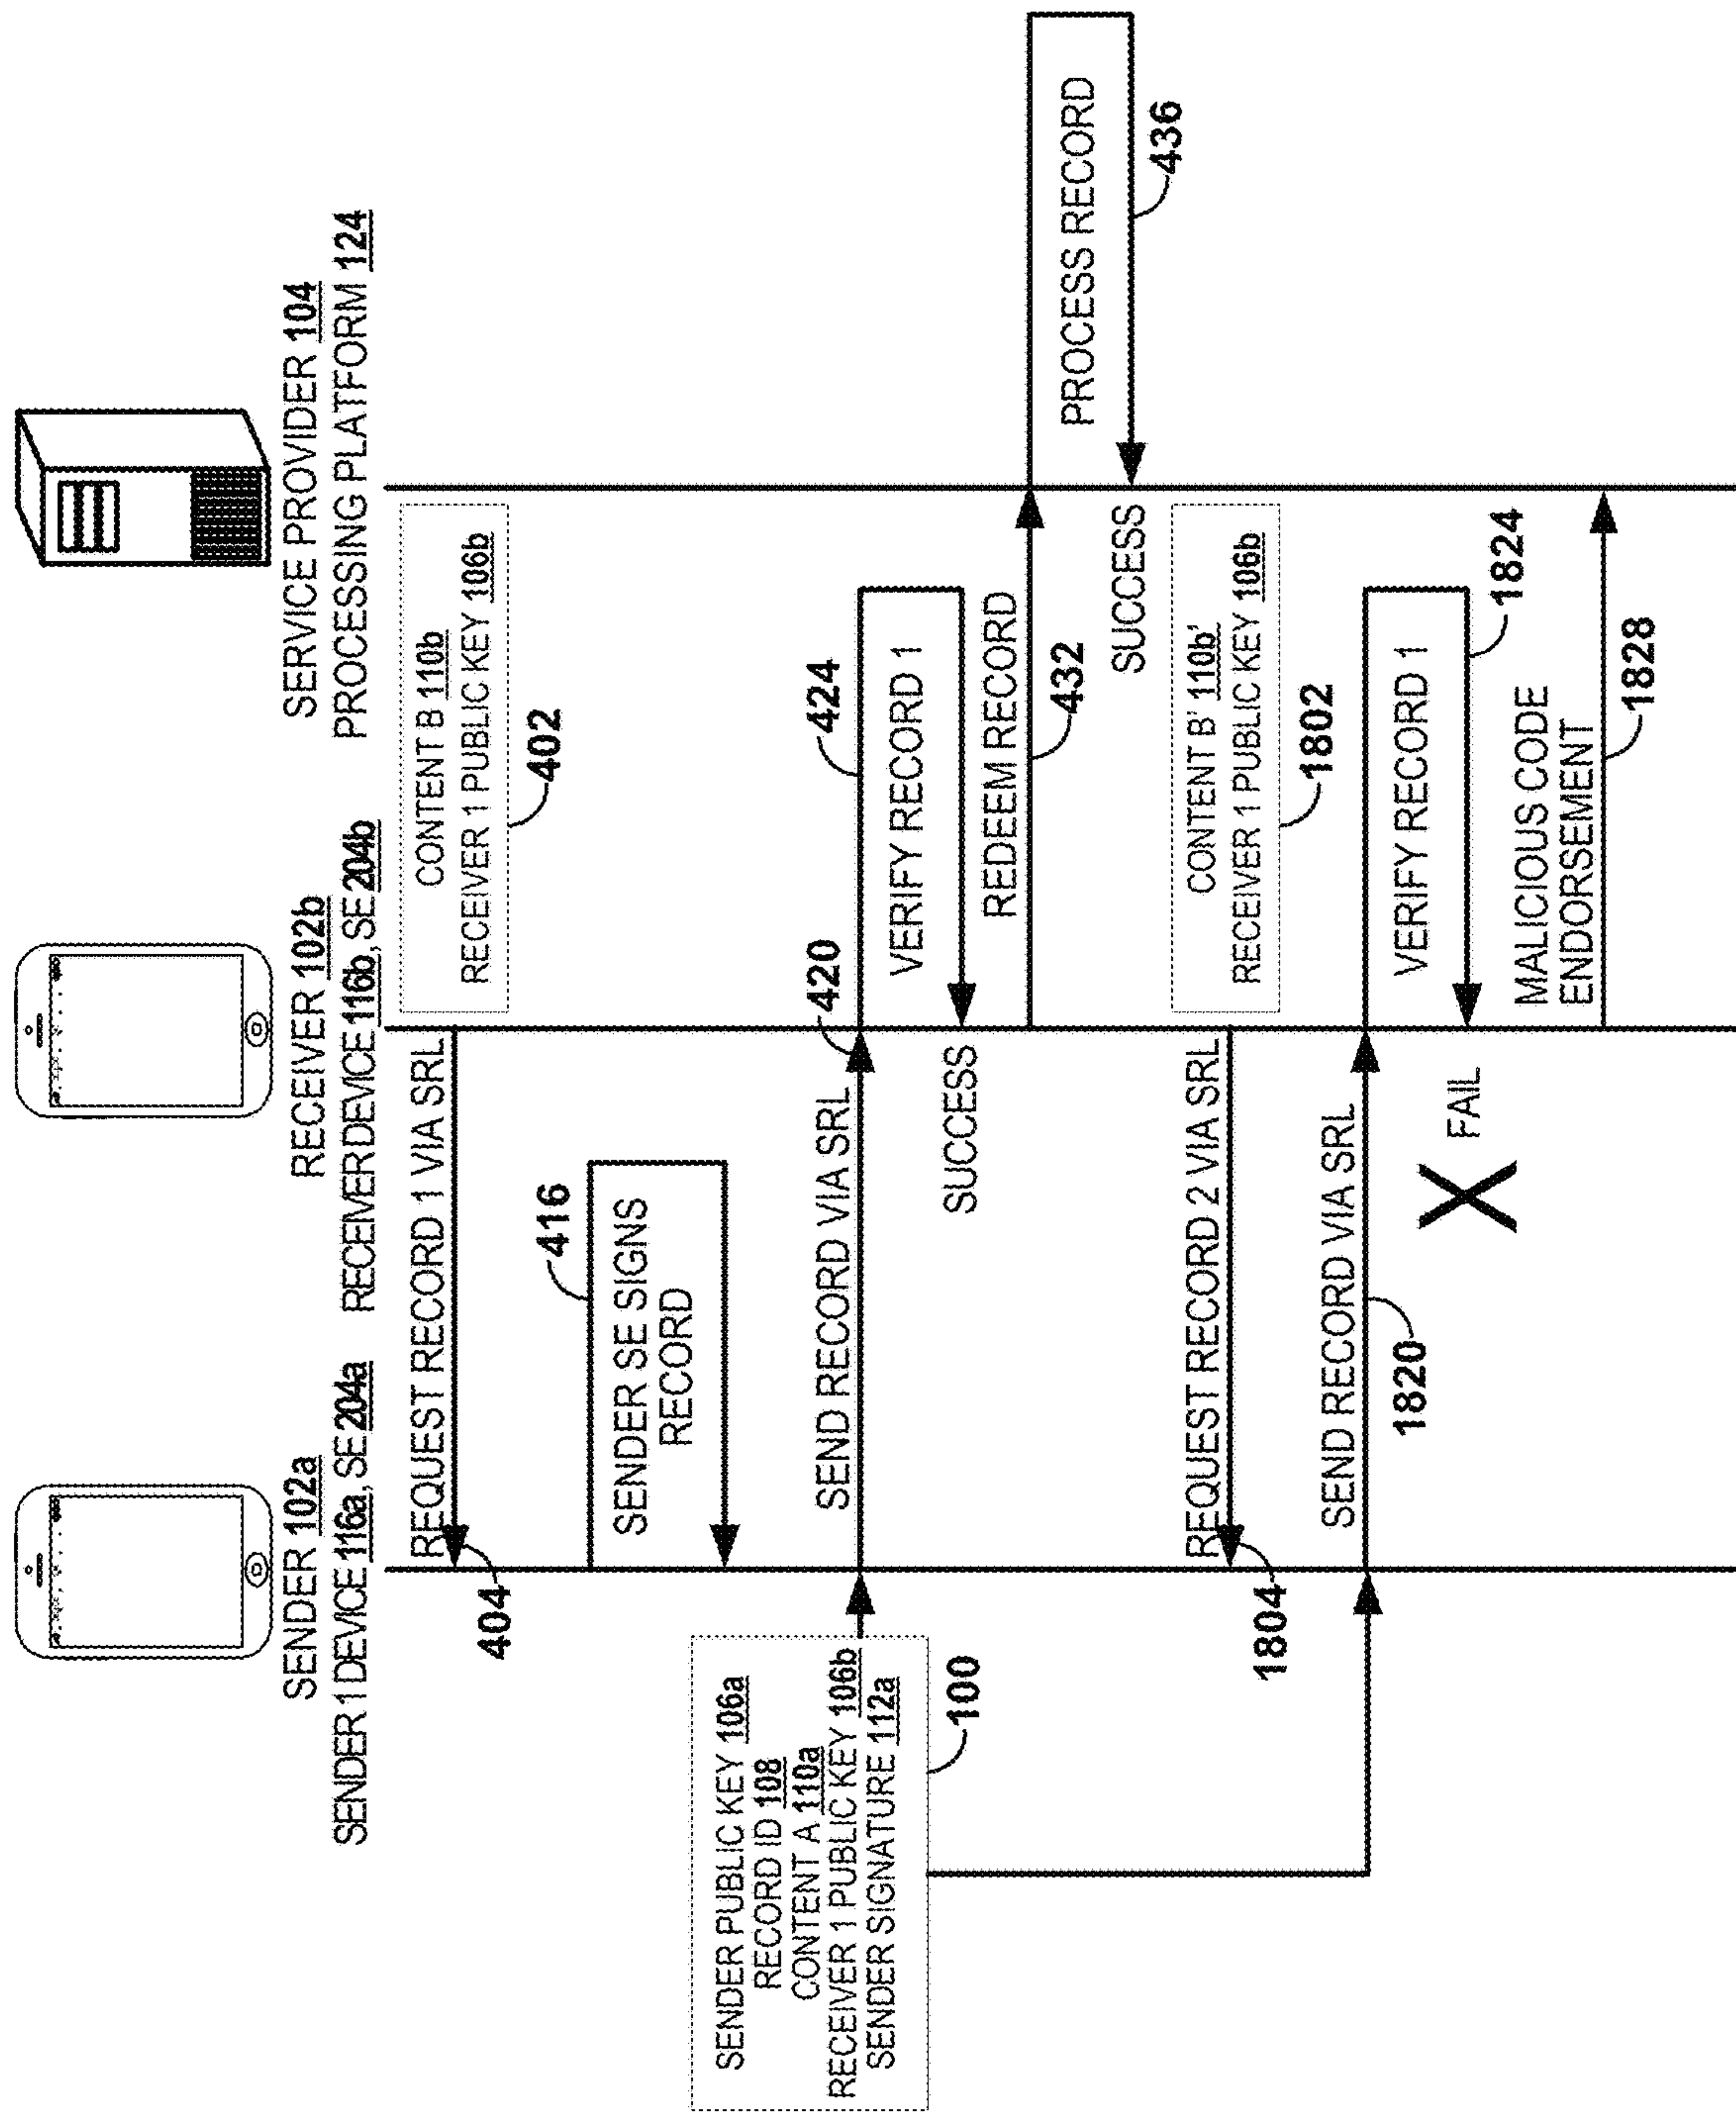 SENDER 102a
SENDER 1 DEVICE 116a, SE 204a
RECEIVER 102b
RECEIVER DEVICE 116b, SE 204b
SERVICE PROVIDER 104
PROCESSING PLATFORM 124
CONTENT B 110b
RECEIVER 1 PUBLIC KEY 106b
402
REQUEST RECORD 1 VIA SRL
404
416
SENDER SE SIGNS
RECORD
SENDER PUBLIC KEY 106a
RECORD ID 108
CONTENT A 110a
RECEIVER 1 PUBLIC KEY 106b
SENDER SIGNATURE 112a
100
SEND RECORD VIA SRL
420
424
VERIFY RECORD 1
SUCCESS
REDEEM RECORD
432
PROCESS RECORD
436
SUCCESS
CONTENT B' 110b'
RECEIVER 1 PUBLIC KEY 106b
1802
REQUEST RECORD 2 VIA SRL
1804
SEND RECORD VIA SRL
1820
VERIFY RECORD 1
1824
X FAIL
MALICIOUS CODE
ENDORSEMENT
1828